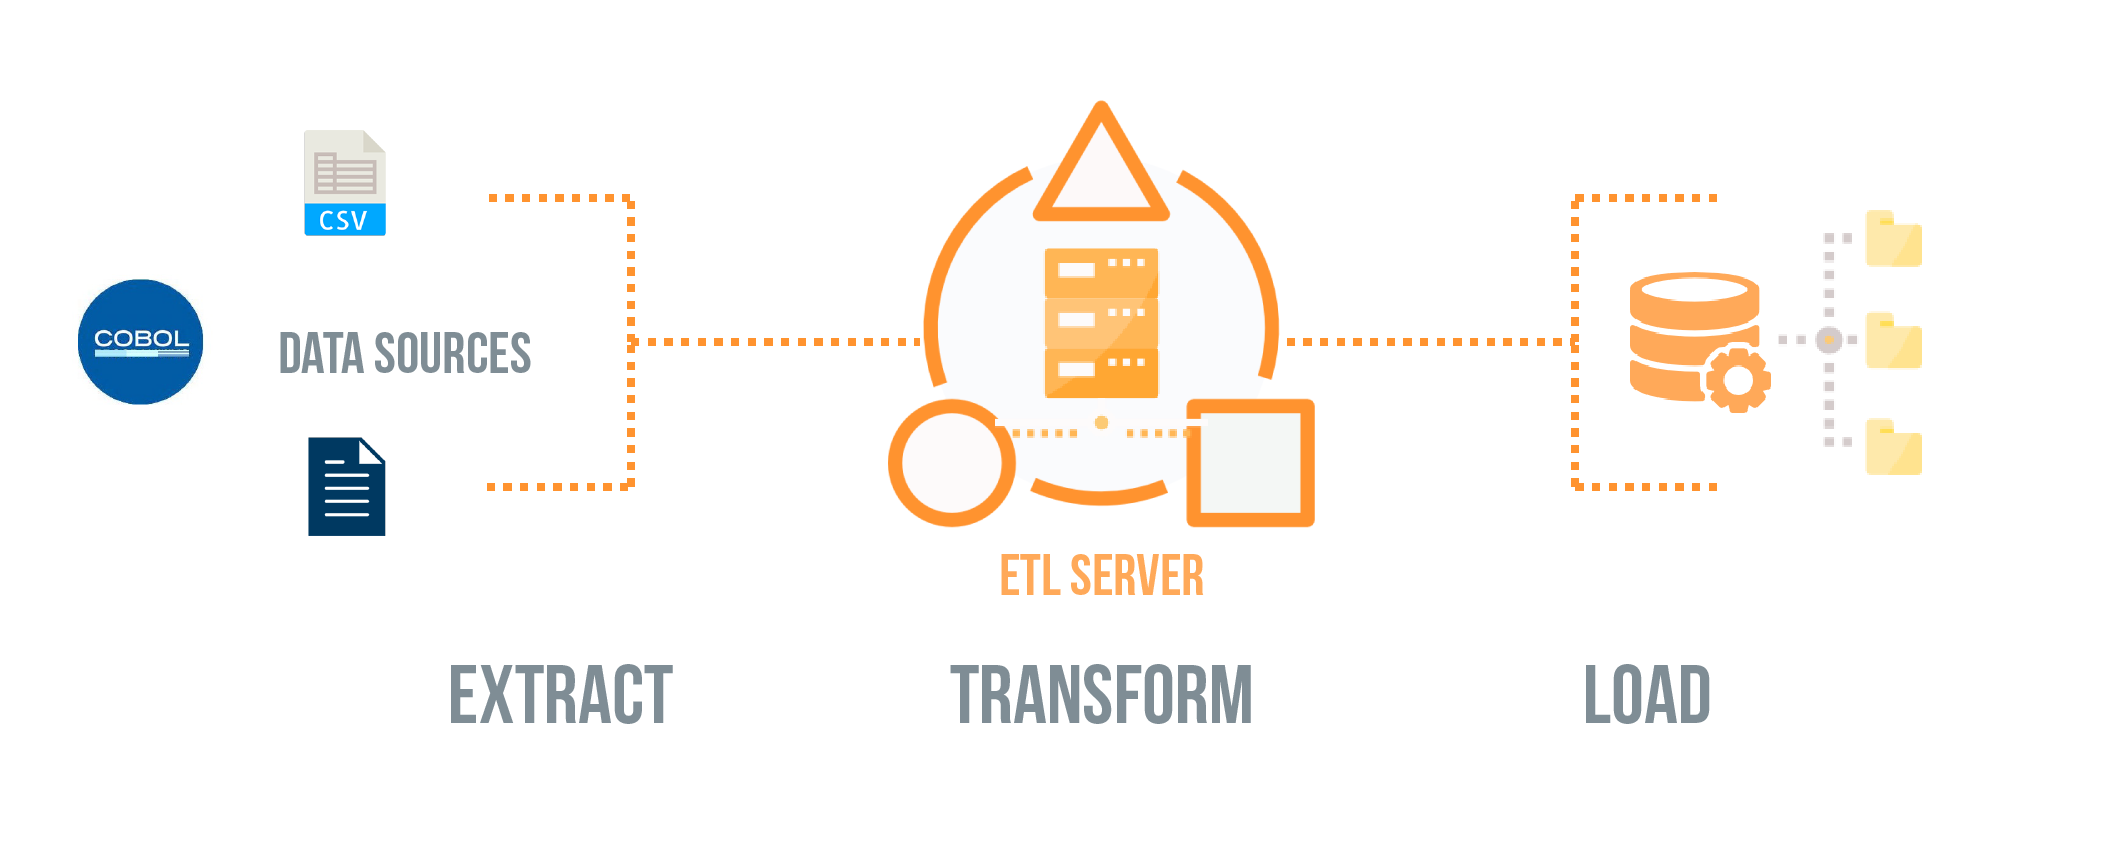 CSV
COBOL
DATA SOURCES
ETL SERVER
EXTRACT
TRANSFORM
LOAD